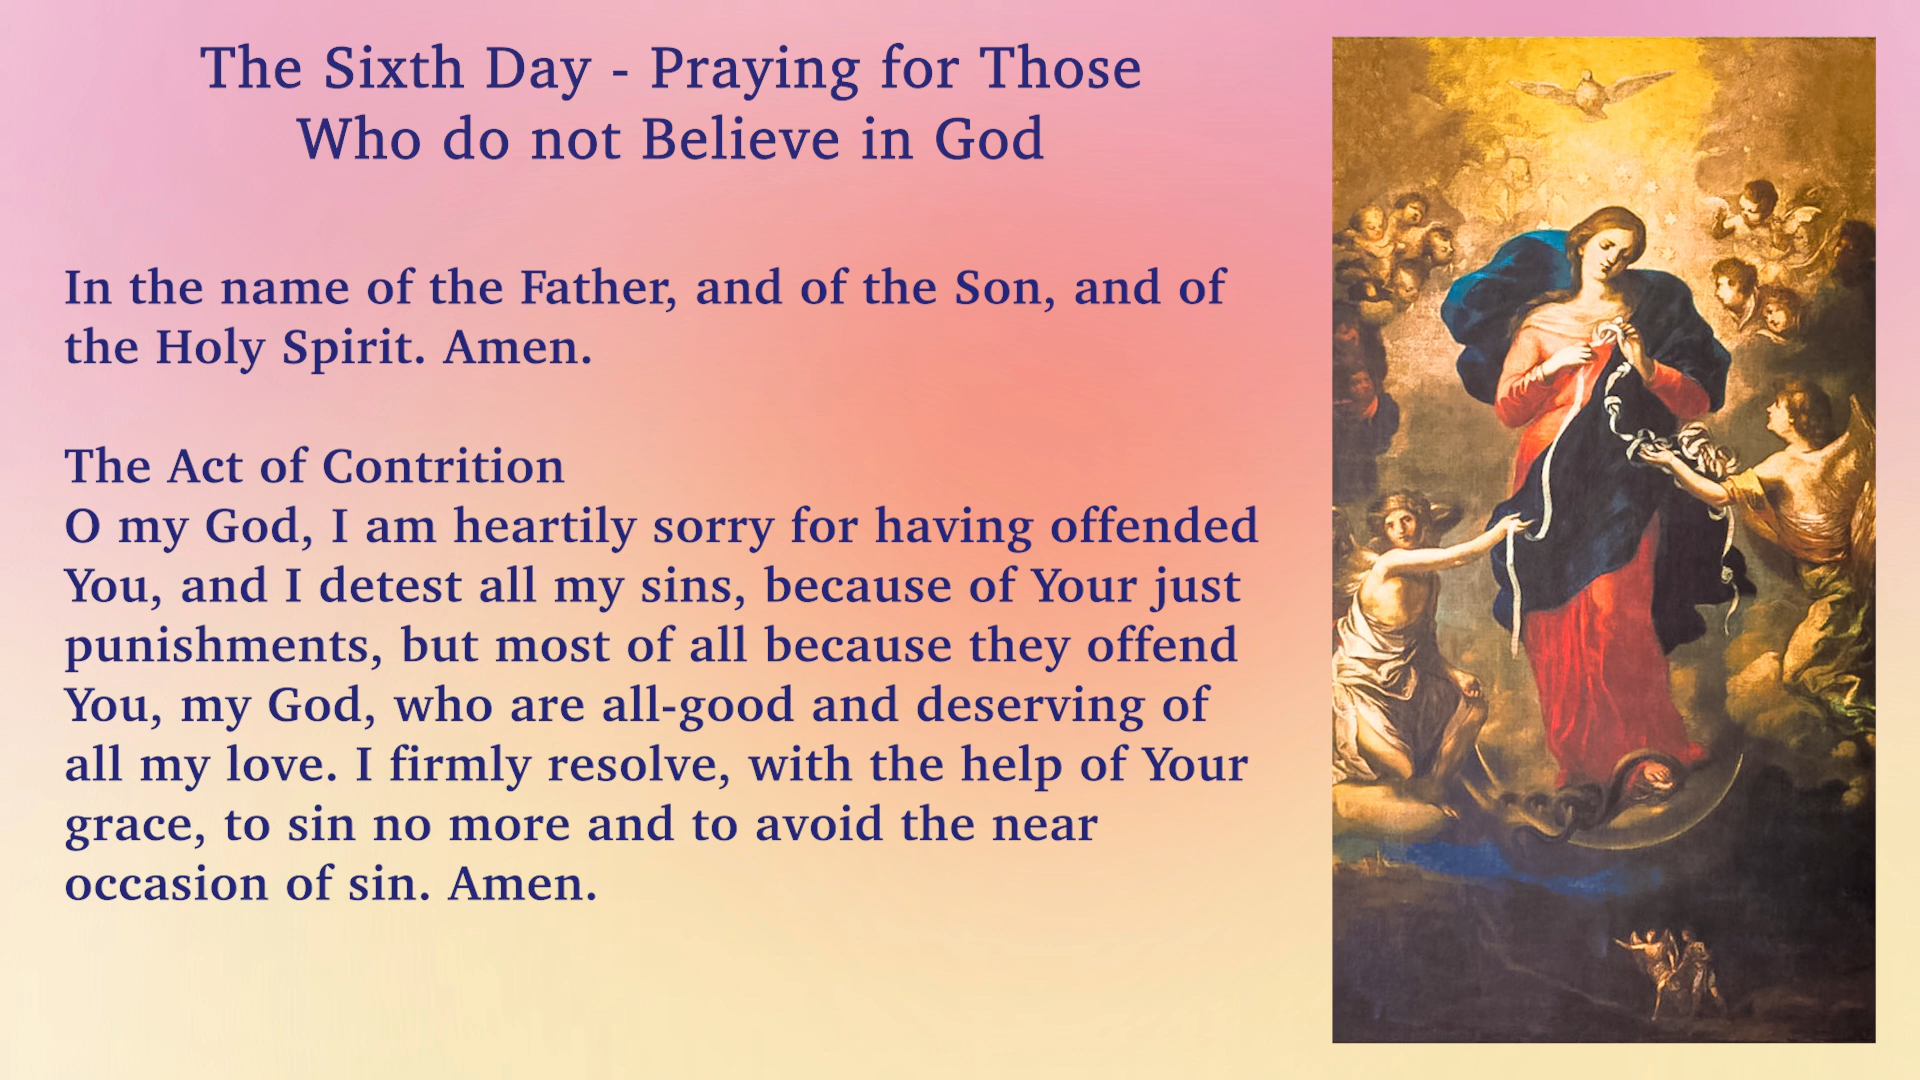 The Sixth Day - Praying for Those
Who do not Believe in God
In the name of the Father, and of the Son, and of
the Holy Spirit. Amen.
The Act of Contrition
O my God, I am heartily sorry for having offended
You, and I detest all my sins, because of Your just
punishments, but most of all because they offend
You, my God, who are all-good and deserving of
all my love. I firmly resolve, with the help of Your
grace, to sin no more and to avoid the near
occasion of sin. Amen.